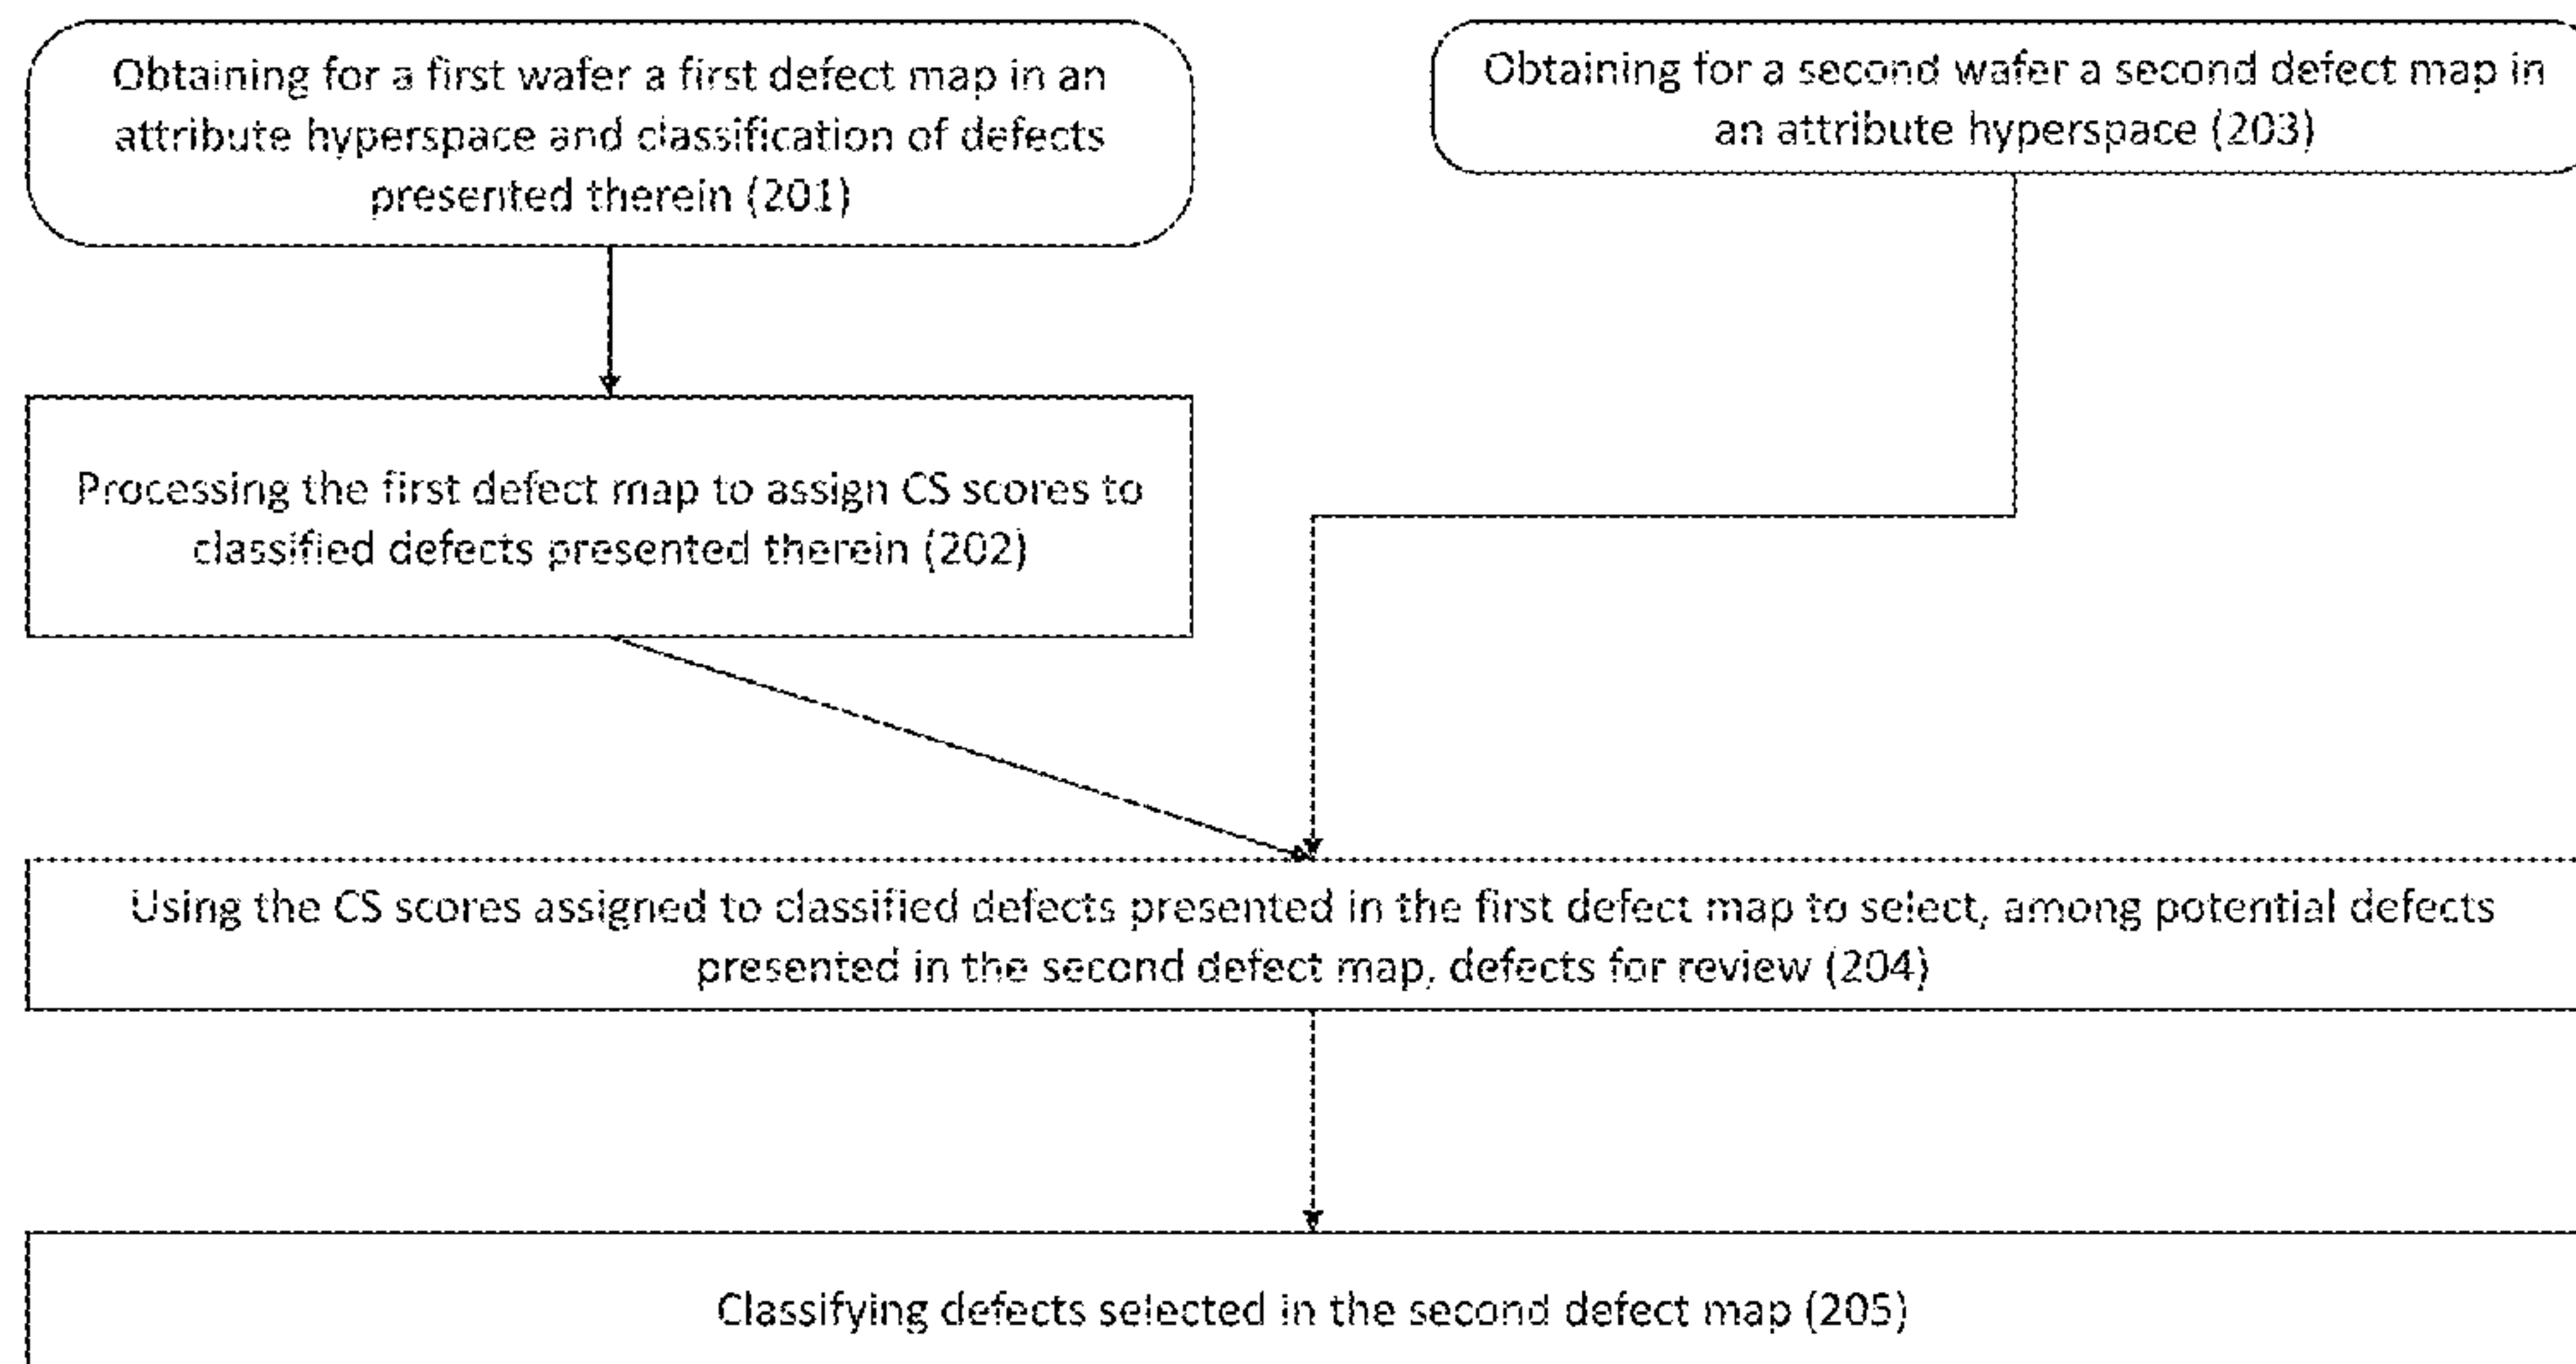 Obtaining for a first wafer a first defect map in an
attribute hyperspace and classification of defects
presented therein (201)
Obtaining for a second wafer a second defect map in
an attribute hyperspace (203)
Processing the first defect map to assign CS scores to
classified defects presented therein (202)
Using the CS scores assigned to classified defects presented in the first defect map to select, among potential defects
presented in the second defect map, defects for review (204)
Classifying defects selected in the second defect map (205)